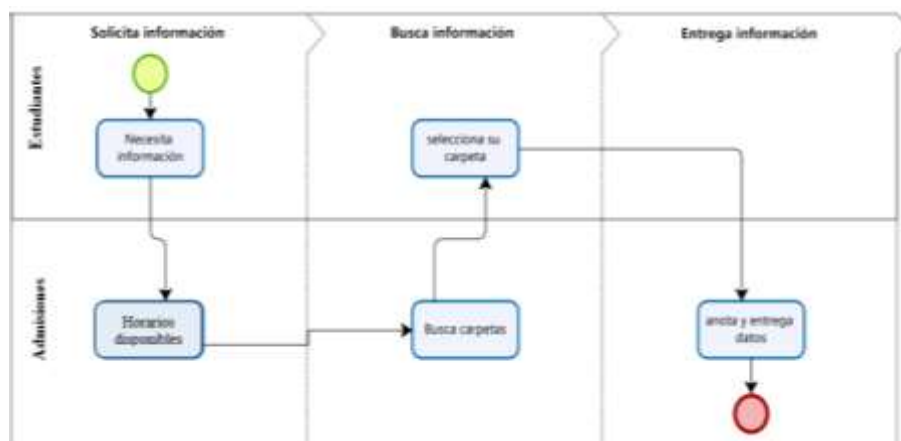 Solicita información
Busca información
Entrega información
Estudiantes
Necesita
información
selecciona su
carpeta
Admisiones
Horarios
disponibles
Busca carpetas
anota y entrega
datos